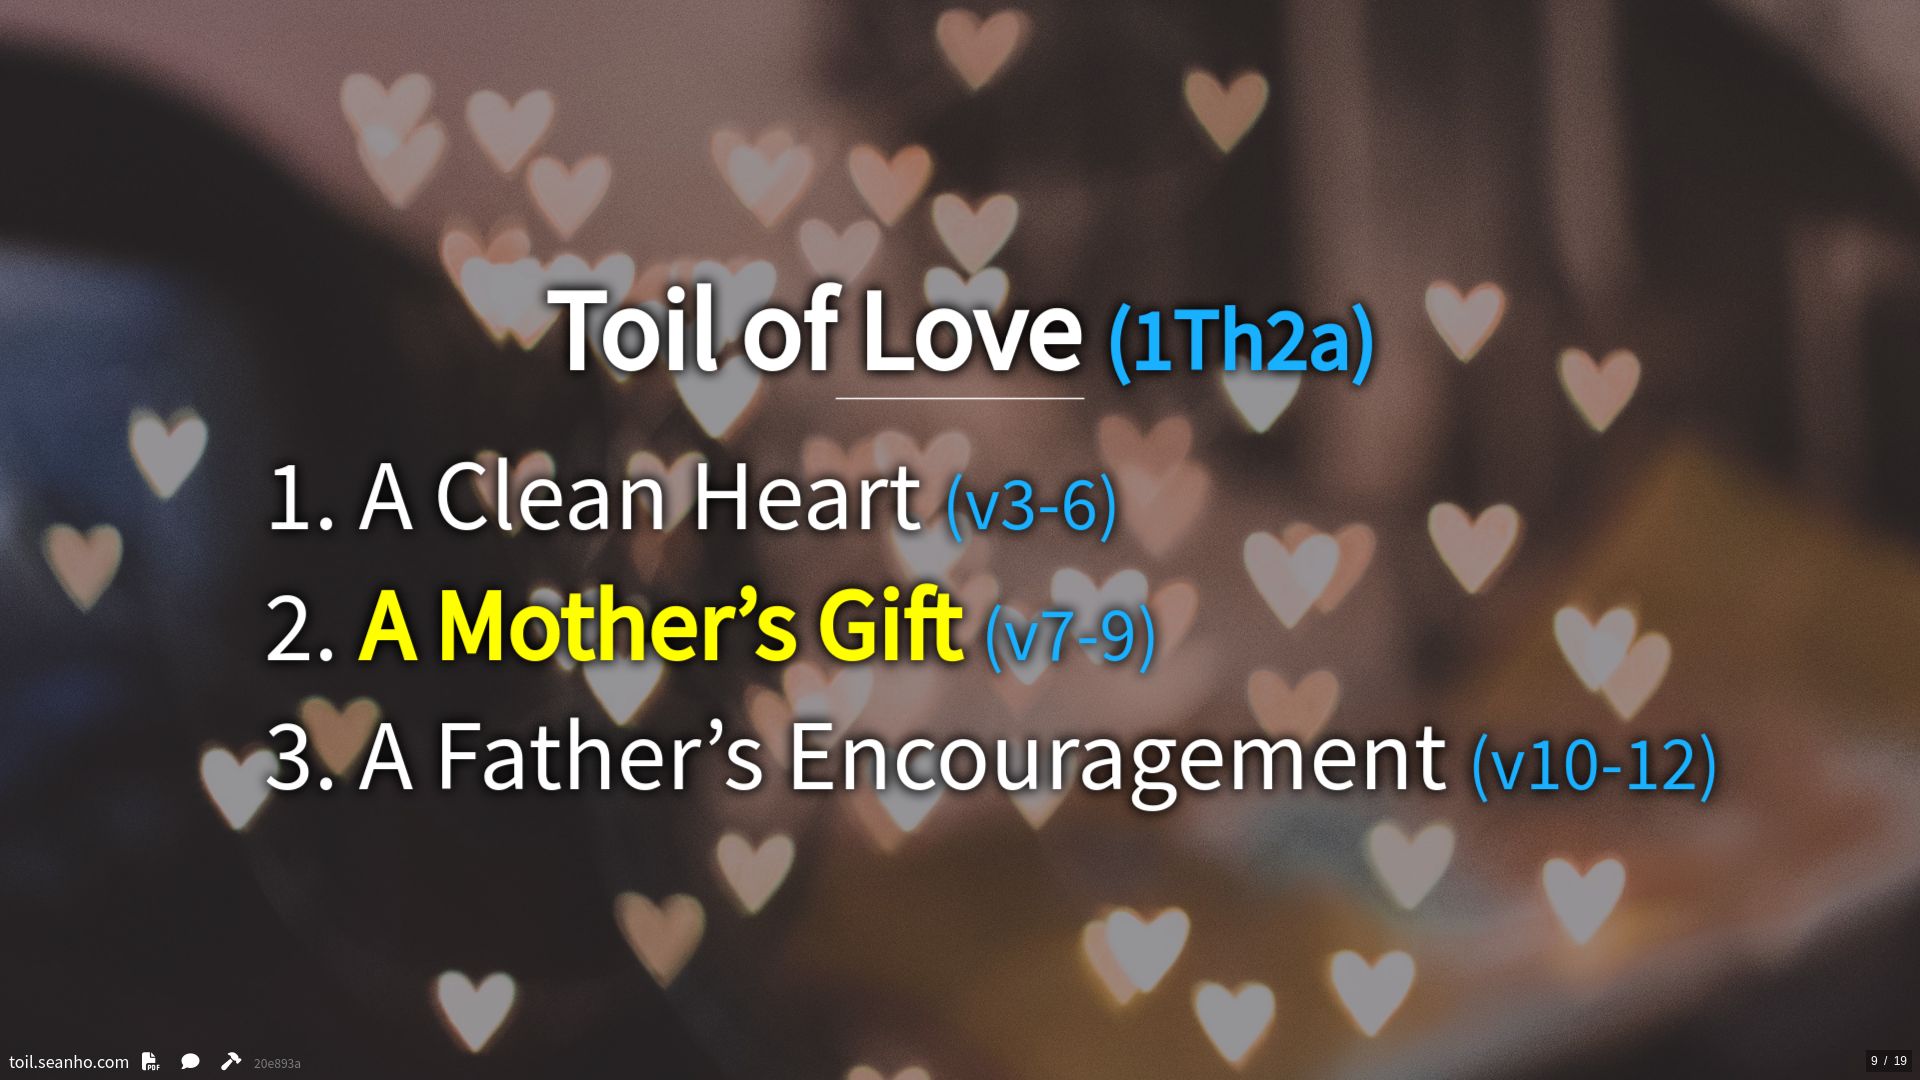 Toil of Love (1Th2a)
1. A Clean Heart (v3-6)
2. A Mother’s Gift (v7-9)
3. A Father’s Encouragement (v10-12)
toil.seanho.com PDF 20e893a
9 / 19